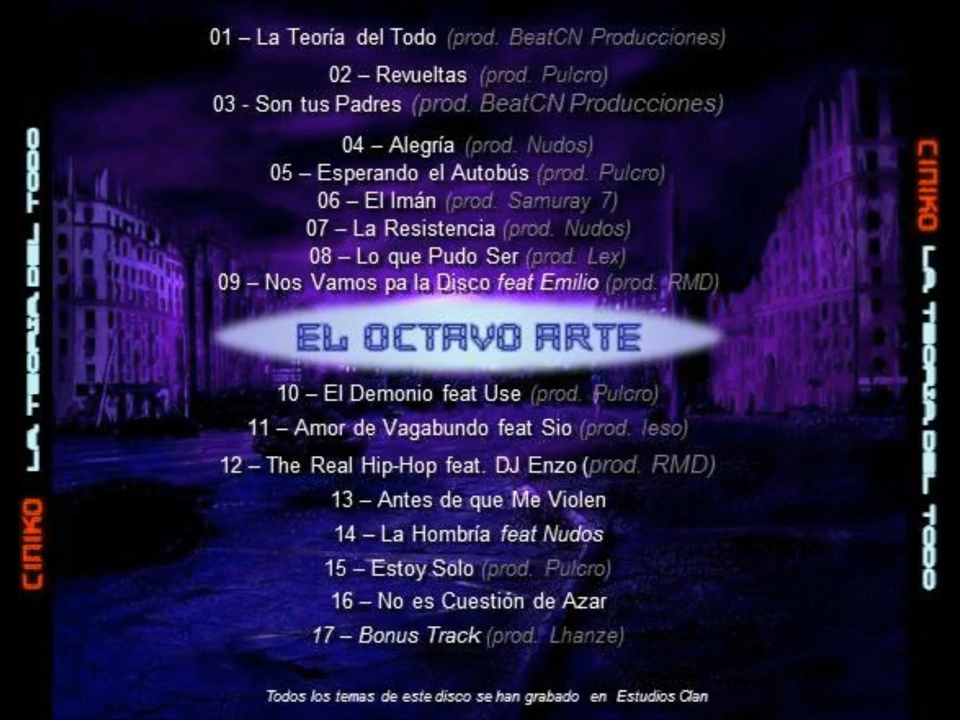 01 – La Teoría del Todo (prod. BeatCN Producciones)
02 – Revueltas (prod. Pulcro)
03 - Son tus Padres (prod. BeatCN Producciones)
04 – Alegría (prod. Nudos)
05 – Esperando el Autobús (prod. Pulcro)
06 – El Imán (prod. Samuray 7)
07 – La Resistencia (prod. Nudos)
08 – Lo que Pudo Ser (prod. Lex)
09 – Nos Vamos pa la Disco feat Emilio (prod. RMD)
EL OCTAVO ARTE
10 – El Demonio feat Use (prod. Pulcro)
11 – Amor de Vagabundo feat Sio (prod. Ieso)
12 – The Real Hip-Hop feat. DJ Enzo (prod. RMD)
13 – Antes de que Me Violen
14 – La Hombría feat Nudos
15 – Estoy Solo (prod. Pulcro)
16 – No es Cuestión de Azar
17 – Bonus Track (prod. Lhanze)
Todos los temas de este disco se han grabado en Estudios Clan
CINIKO LA TEORIA DEL TODO
CINIKO LA TEORIA DEL TODO